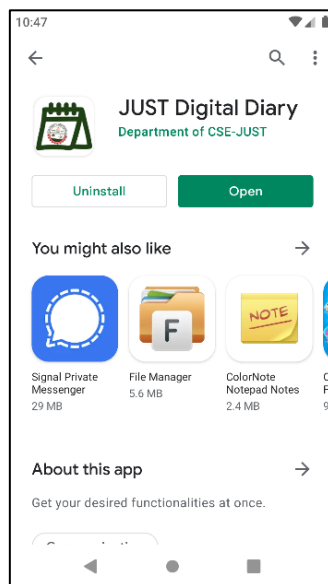 10:47
JUST Digital Diary
Department of CSE-JUST
Uninstall
Open
You might also like
F
NOTE
Signal Private
Messenger
29 MB
File Manager
5.6 MB
ColorNote
Notepad Notes
2.4 MB
About this app
Get your desired functionalities at once.